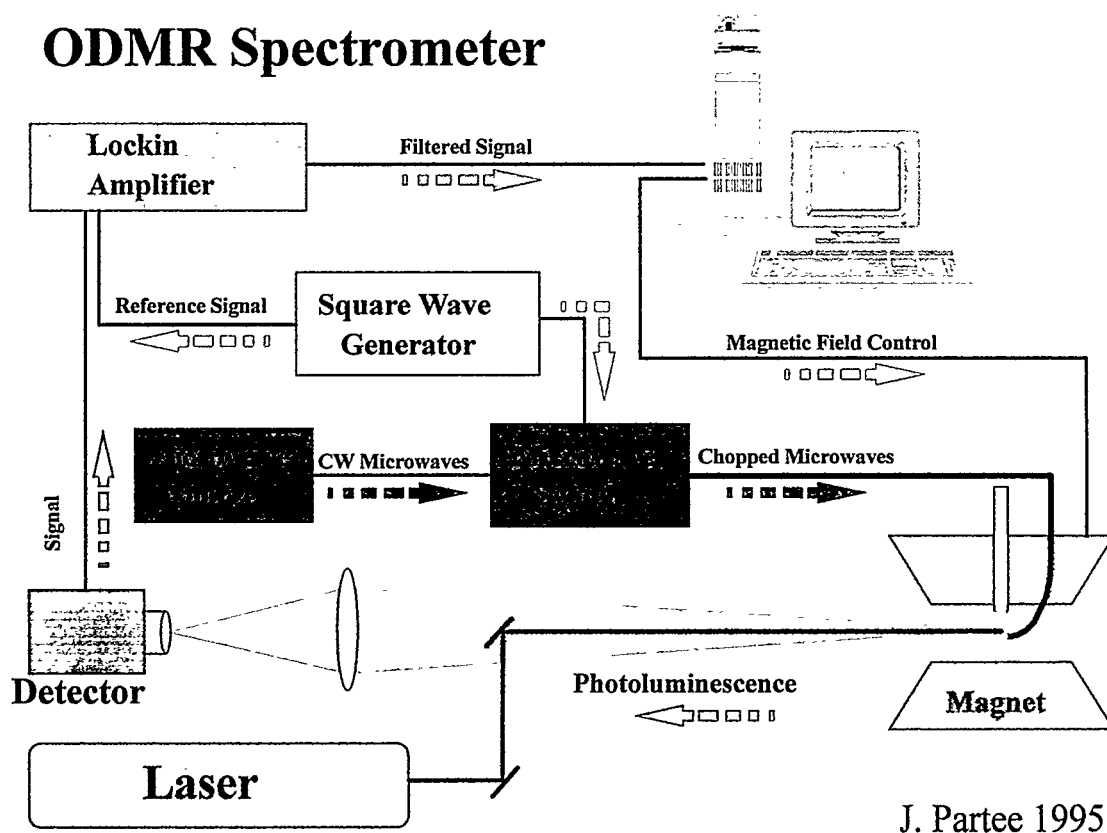 ODMR Spectrometer
Lockin
Amplifier
Filtered Signal
Reference Signal
Square Wave
Generator
Magnetic Field Control
CW Microwaves
Chopped Microwaves
Signal
Detector
Photoluminescence
Magnet
Laser
J. Partee 1995